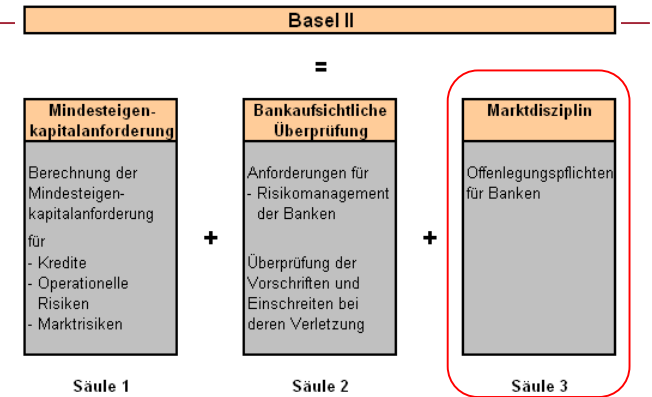 Basel II
=
Mindesteigen-
kapitalanforderung
Berechnung der
Mindesteigen-
kapitalanforderung
für
- Kredite
- Operationelle
Risiken
- Marktrisiken
Säule 1
+
Bankaufsichtliche
Überprüfung
Anforderungen für
- Risikomanagement
der Banken
Überprüfung der
Vorschriften und
Einschreiten bei
deren Verletzung
Säule 2
+
Marktdisziplin
Offenlegungspflichten
für Banken
Säule 3